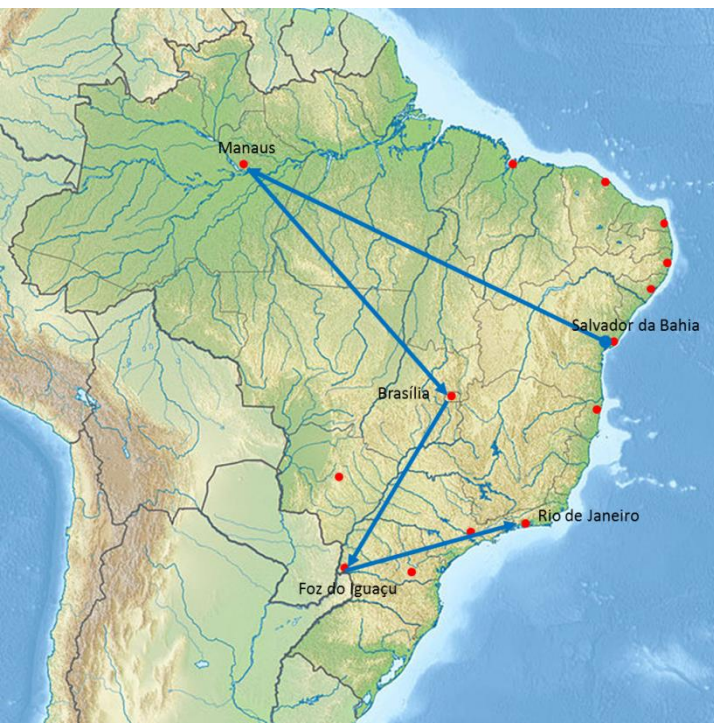 Manaus
Salvador da Bahia
Brasília
Rio de Janeiro
Foz do Iguaçu